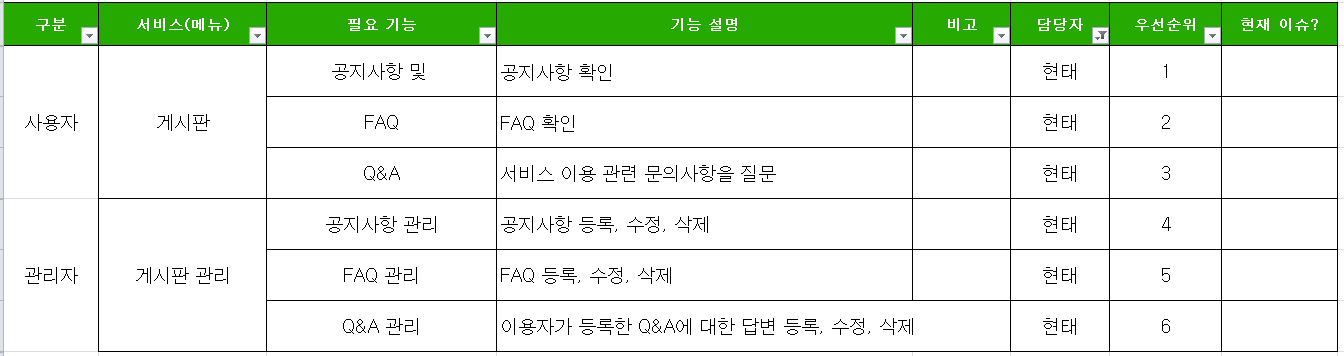 구분 서비스(메뉴) 필요 기능 기능 설명 비고 담당자 우선순위 현재 이슈?
사용자 게시판 공지사항 및 공지사항 확인 현태 1
FAQ FAQ 확인 현태 2
Q&A 서비스 이용 관련 문의사항을 질문 현태 3
관리자 게시판 관리 공지사항 관리 공지사항 등록, 수정, 삭제 현태 4
FAQ 관리 FAQ 등록, 수정, 삭제 현태 5
Q&A 관리 이용자가 등록한 Q&A에 대한 답변 등록, 수정, 삭제 현태 6